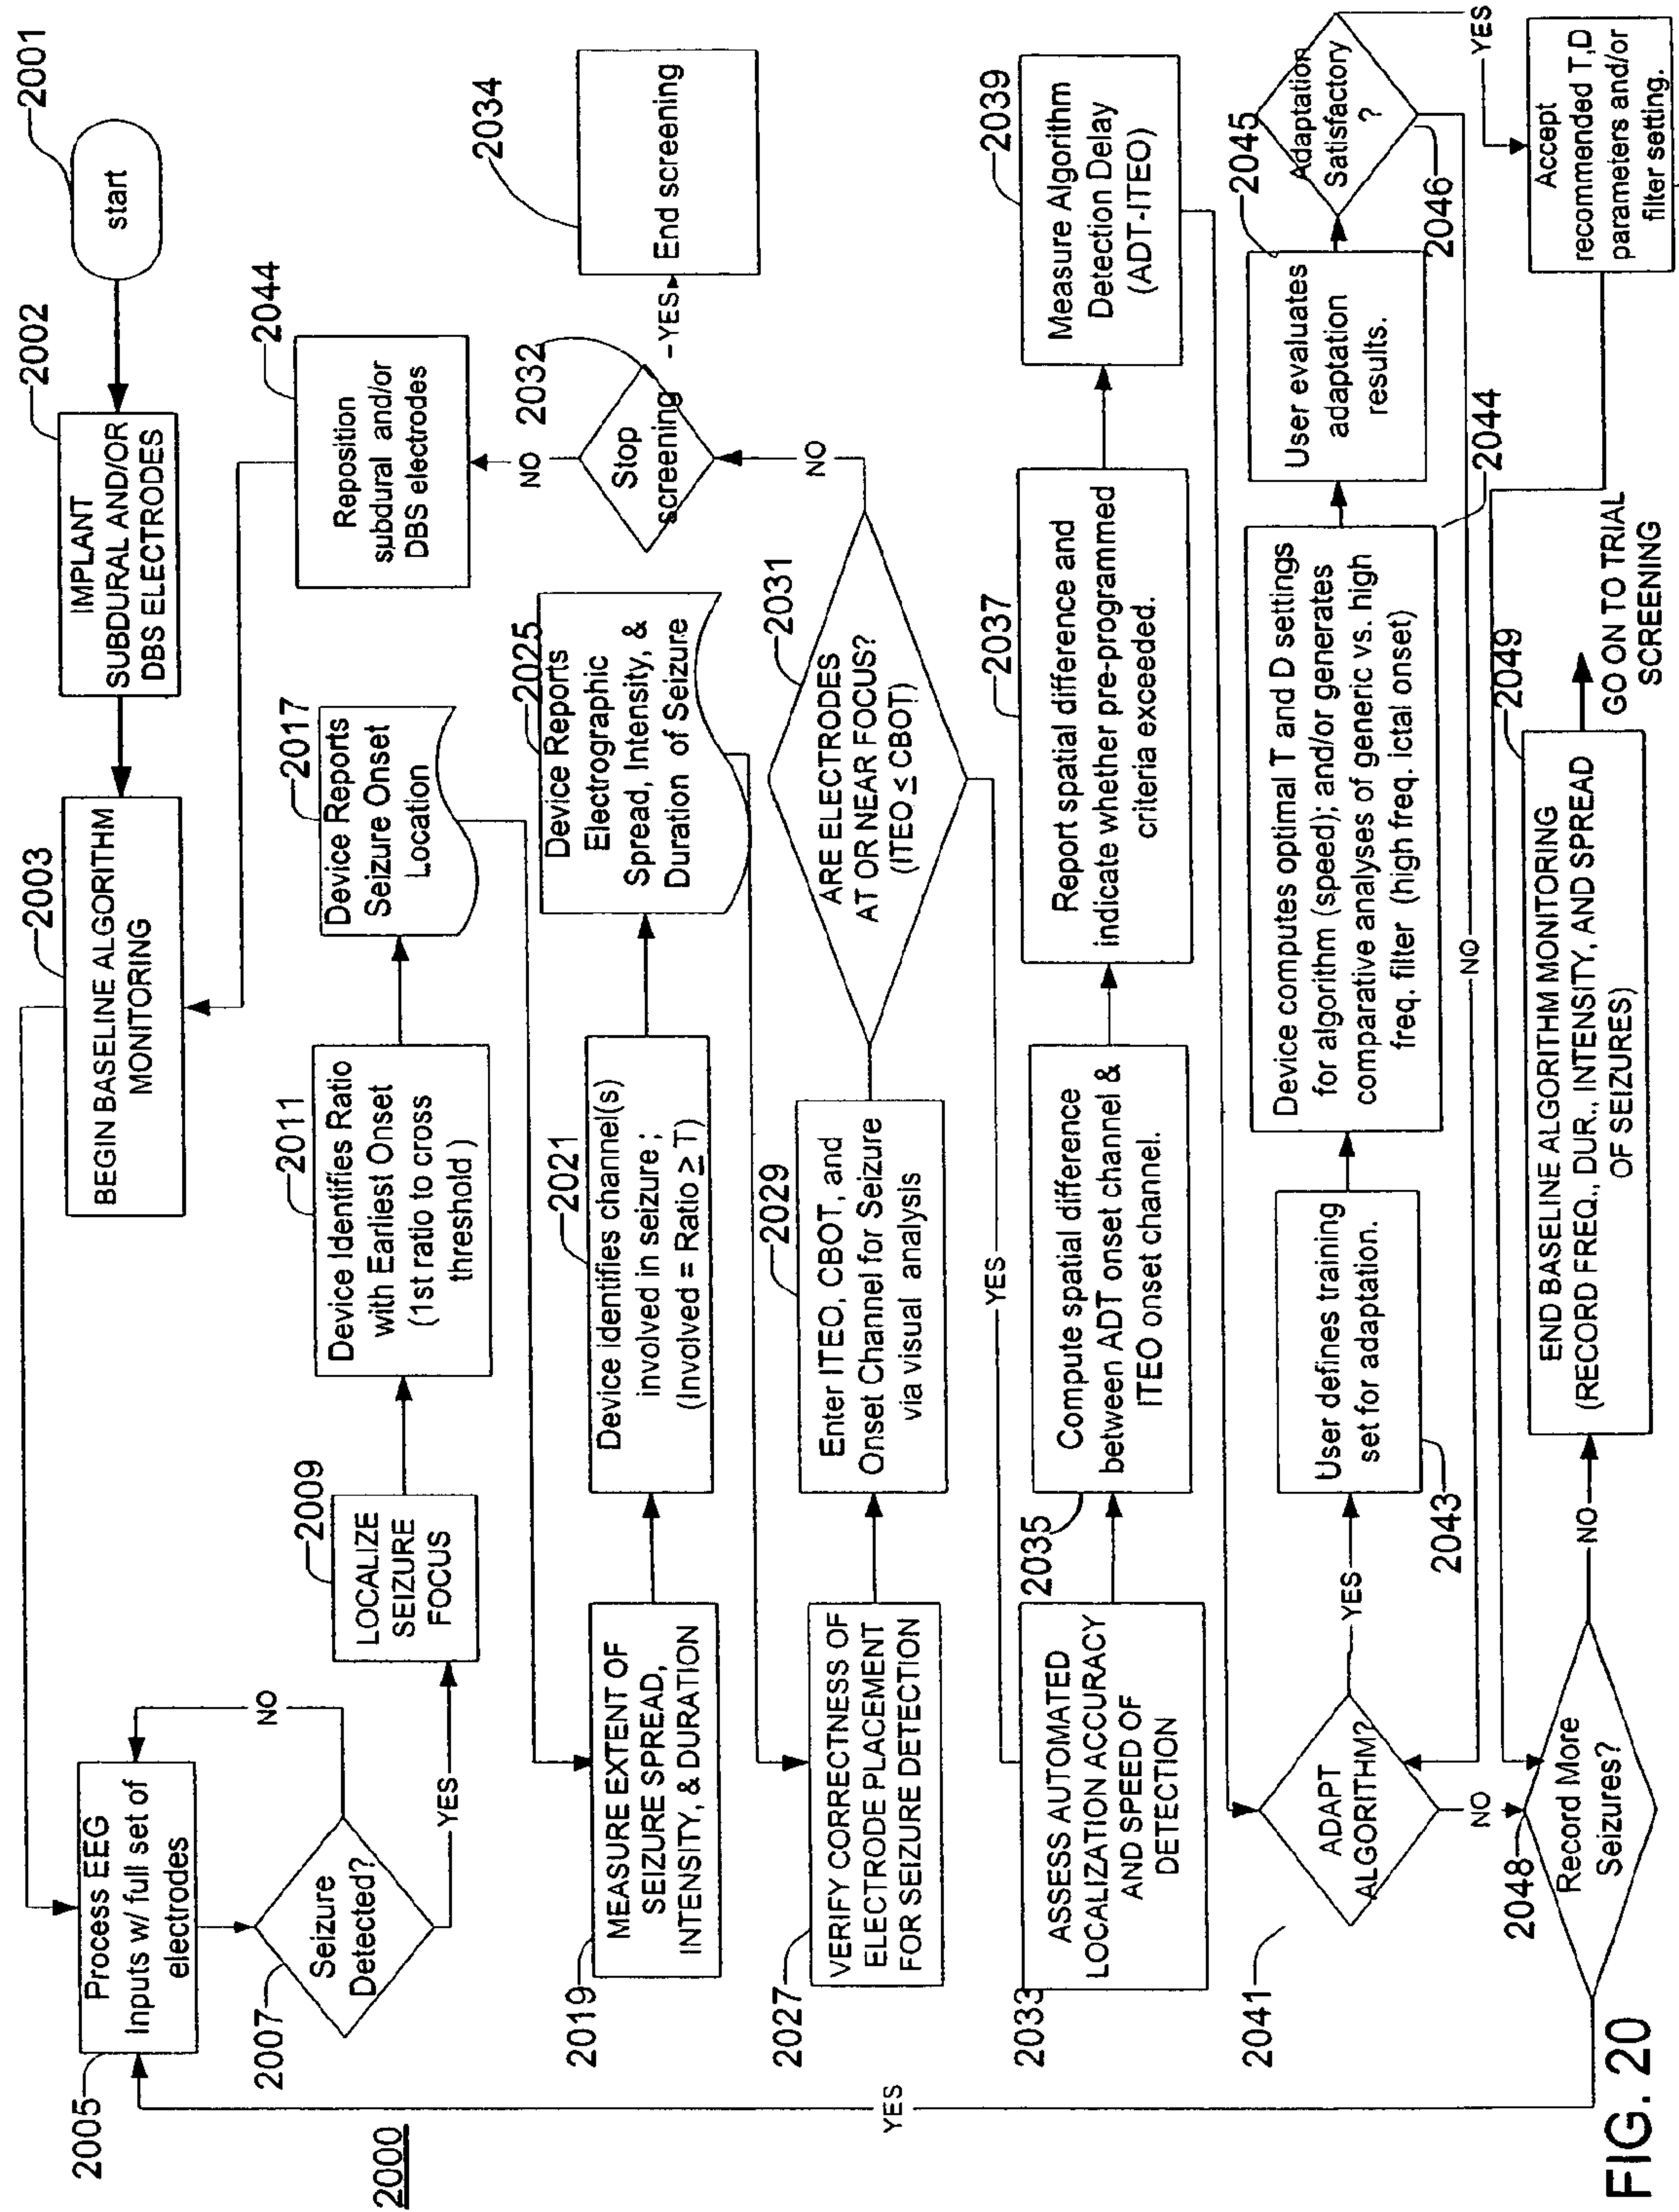 2001
start
2002
IMPLANT
SUBDURAL AND/OR
DBS ELECTRODES
2003
BEGIN BASELINE ALGORITHM
MONITORING
2005
Process EEG
Inputs w/ full set of
electrodes
2000
2007
Seizure
Detected?
NO
YES
2009
LOCALIZE
SEIZURE
FOCUS
2011
Device Identifies Ratio
with Earliest Onset
(1st ratio to cross
threshold )
2017
Device Reports
Seizure Onset
Location
2044
Reposition
subdural and/or
DBS electrodes
2034
End screening
YES
2032
Stop
screening
NO
2019
MEASURE EXTENT OF
SEIZURE SPREAD,
INTENSITY, & DURATION
2021
Device identifies channel(s)
involved in seizure ;
(Involved = Ratio ≥ T)
2025
Device Reports
Electrographic
Spread, Intensity, &
Duration of Seizure
2027
VERIFY CORRECTNESS OF
ELECTRODE PLACEMENT
FOR SEIZURE DETECTION
2029
Enter ITEO, CBOT, and
Onset Channel for Seizure
via visual analysis
2031
ARE ELECTRODES
AT OR NEAR FOCUS?
(ITEO ≤ CBOT)
NO
YES
2033
ASSESS AUTOMATED
LOCALIZATION ACCURACY
AND SPEED OF
DETECTION
2035
Compute spatial difference
between ADT onset channel &
ITEO onset channel.
2037
Report spatial difference and
indicate whether pre-programmed
criteria exceeded.
2039
Measure Algorithm
Detection Delay
(ADT-ITEO)
2041
ADAPT
ALGORITHM?
YES
NO
2043
User defines training
set for adaptation.
Device computes optimal T and D settings
for algorithm (speed); and/or generates
comparative analyses of generic vs. high
freq. filter (high freq. ictal onset)
2044
User evaluates
adaptation
results.
2045
Adaptation
Satisfactory
?
2046
YES
NO
Accept
recommended T,D
parameters and/or
filter setting.
2048
Record More
Seizures?
YES
NO
2049
END BASELINE ALGORITHM MONITORING
(RECORD FREQ., DUR., INTENSITY, AND SPREAD
OF SEIZURES)
GO ON TO TRIAL
SCREENING
FIG. 20